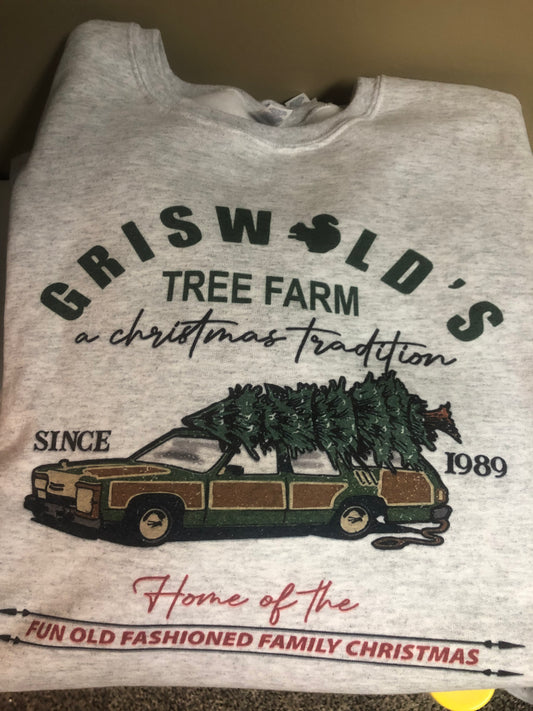 GRISWOLD'S
TREE FARM
a christmas tradition
SINCE 1989
Home of the
FUN OLD FASHIONED FAMILY CHRISTMAS